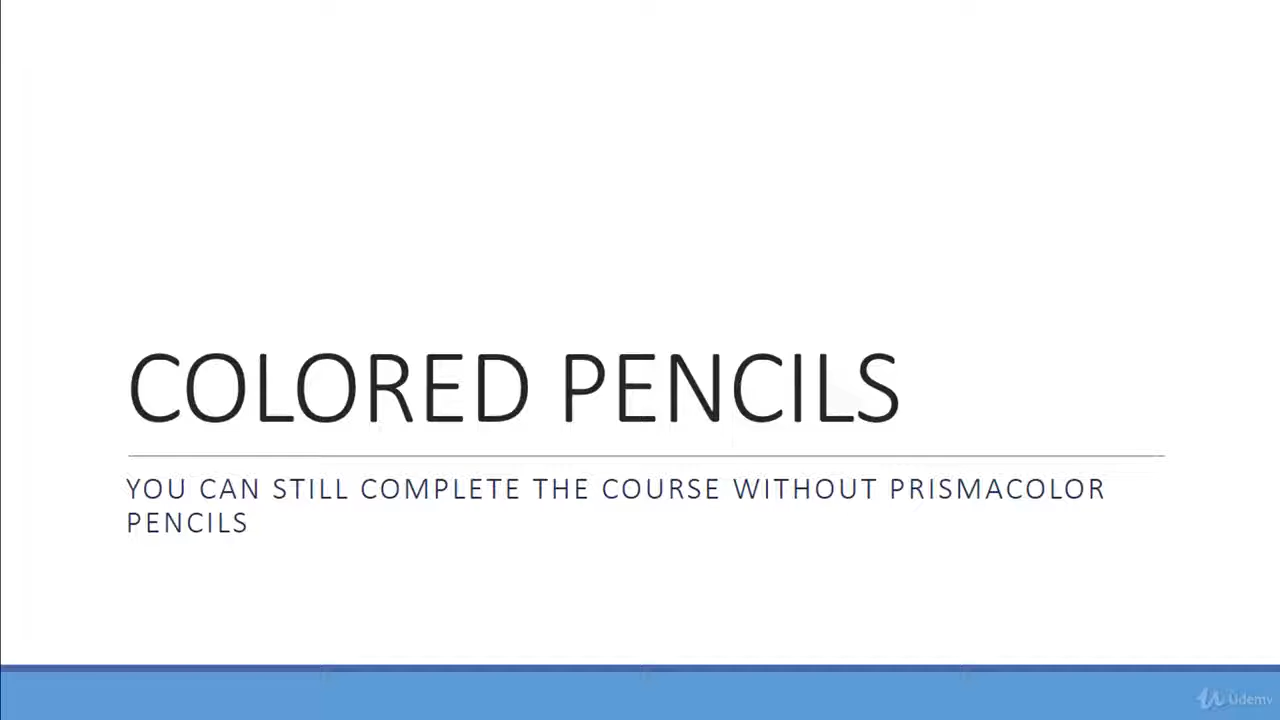 COLORED PENCILS
YOU CAN STILL COMPLETE THE COURSE WITHOUT PRISMACOLOR
PENCILS
Udemy